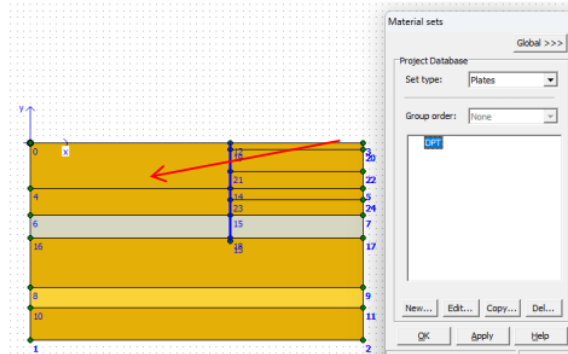 Material sets
Global >>>
Project Database
Set type: Plates
Group order: None
DPT
New... Edit... Copy... Del...
OK Apply Help
y
x
0 12 3
20
21 22
4 14 5
23 24
6 15 7
16 17
8 9
10 11
1 2